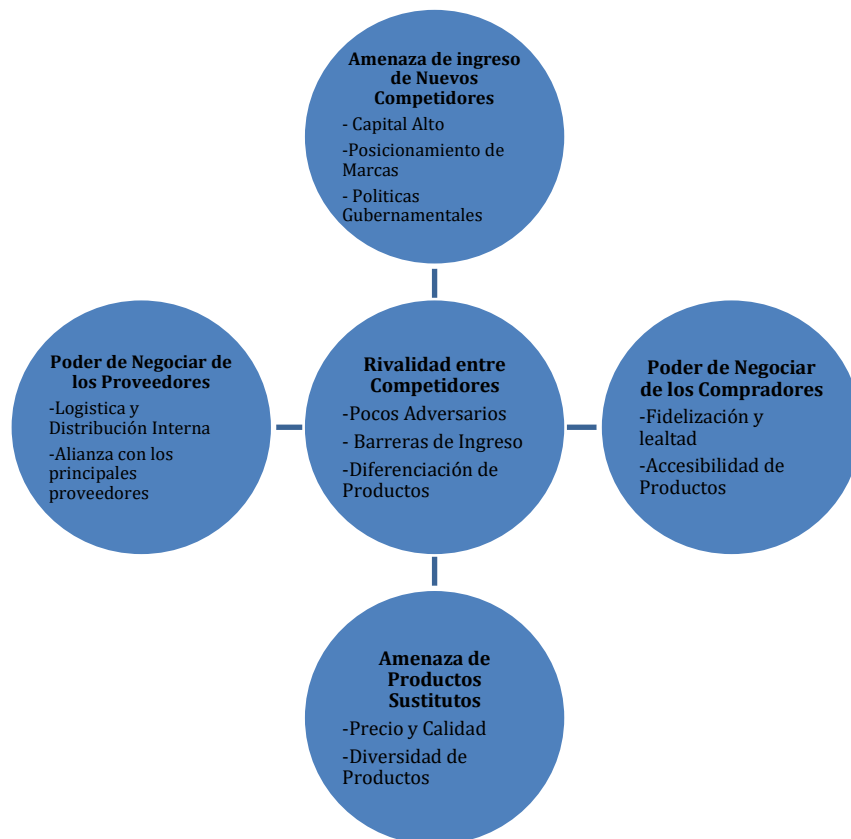 Amenaza de ingreso
de Nuevos
Competidores
- Capital Alto
-Posicionamiento de
Marcas
- Politicas
Gubernamentales
Poder de Negociar de
los Proveedores
-Logistica y
Distribución Interna
-Alianza con los
principales
proveedores
Rivalidad entre
Competidores
-Pocos Adversarios
- Barreras de Ingreso
-Diferenciación de
Productos
Poder de Negociar
de los Compradores
-Fidelización y
lealtad
-Accesibilidad de
Productos
Amenaza de
Productos
Sustitutos
-Precio y Calidad
-Diversidad de
Productos